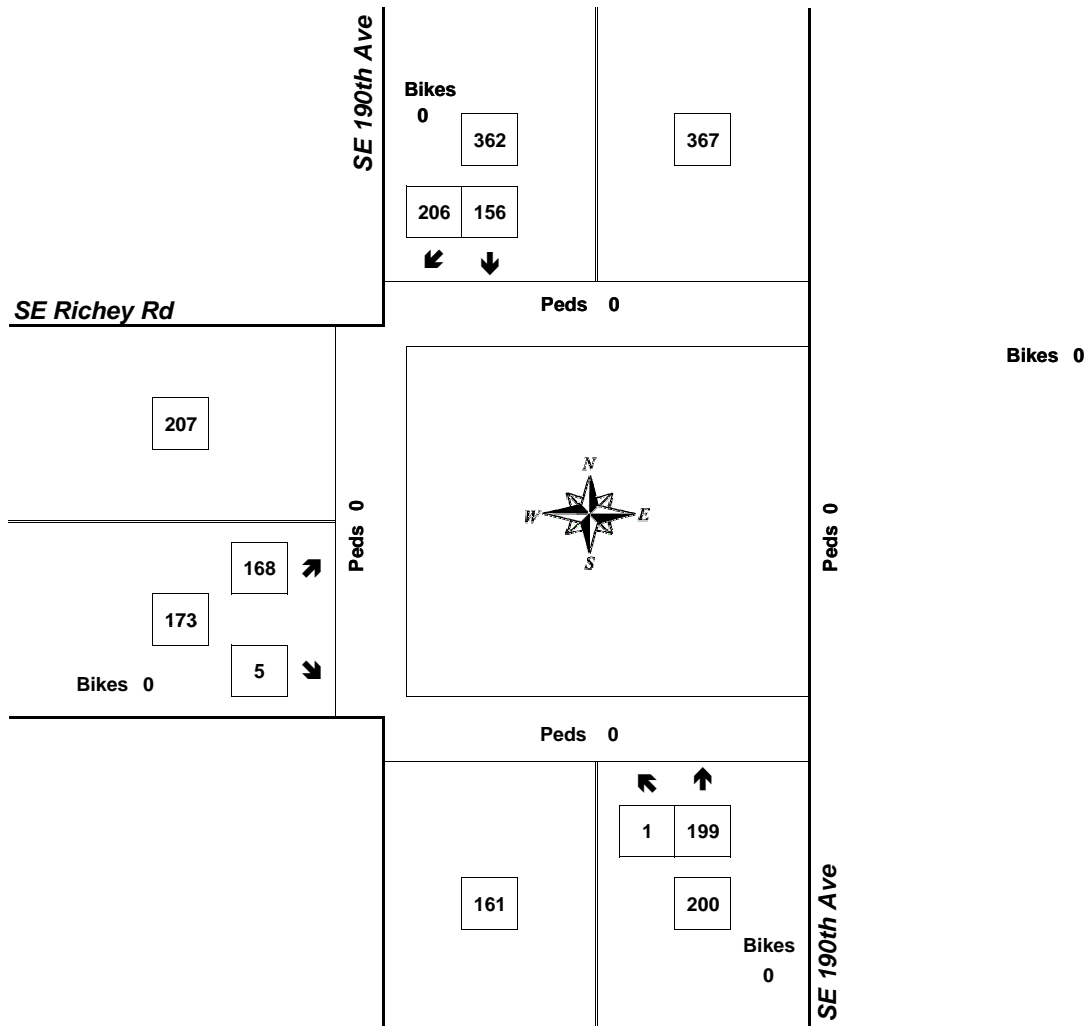 SE 190th Ave
Bikes
0
362
367
206 156
Peds 0
SE Richey Rd
Bikes 0
207
N
W E
S
Peds 0
Peds 0
168
173
5
Bikes 0
Peds 0
1 199
161
200
Bikes
0
SE 190th Ave